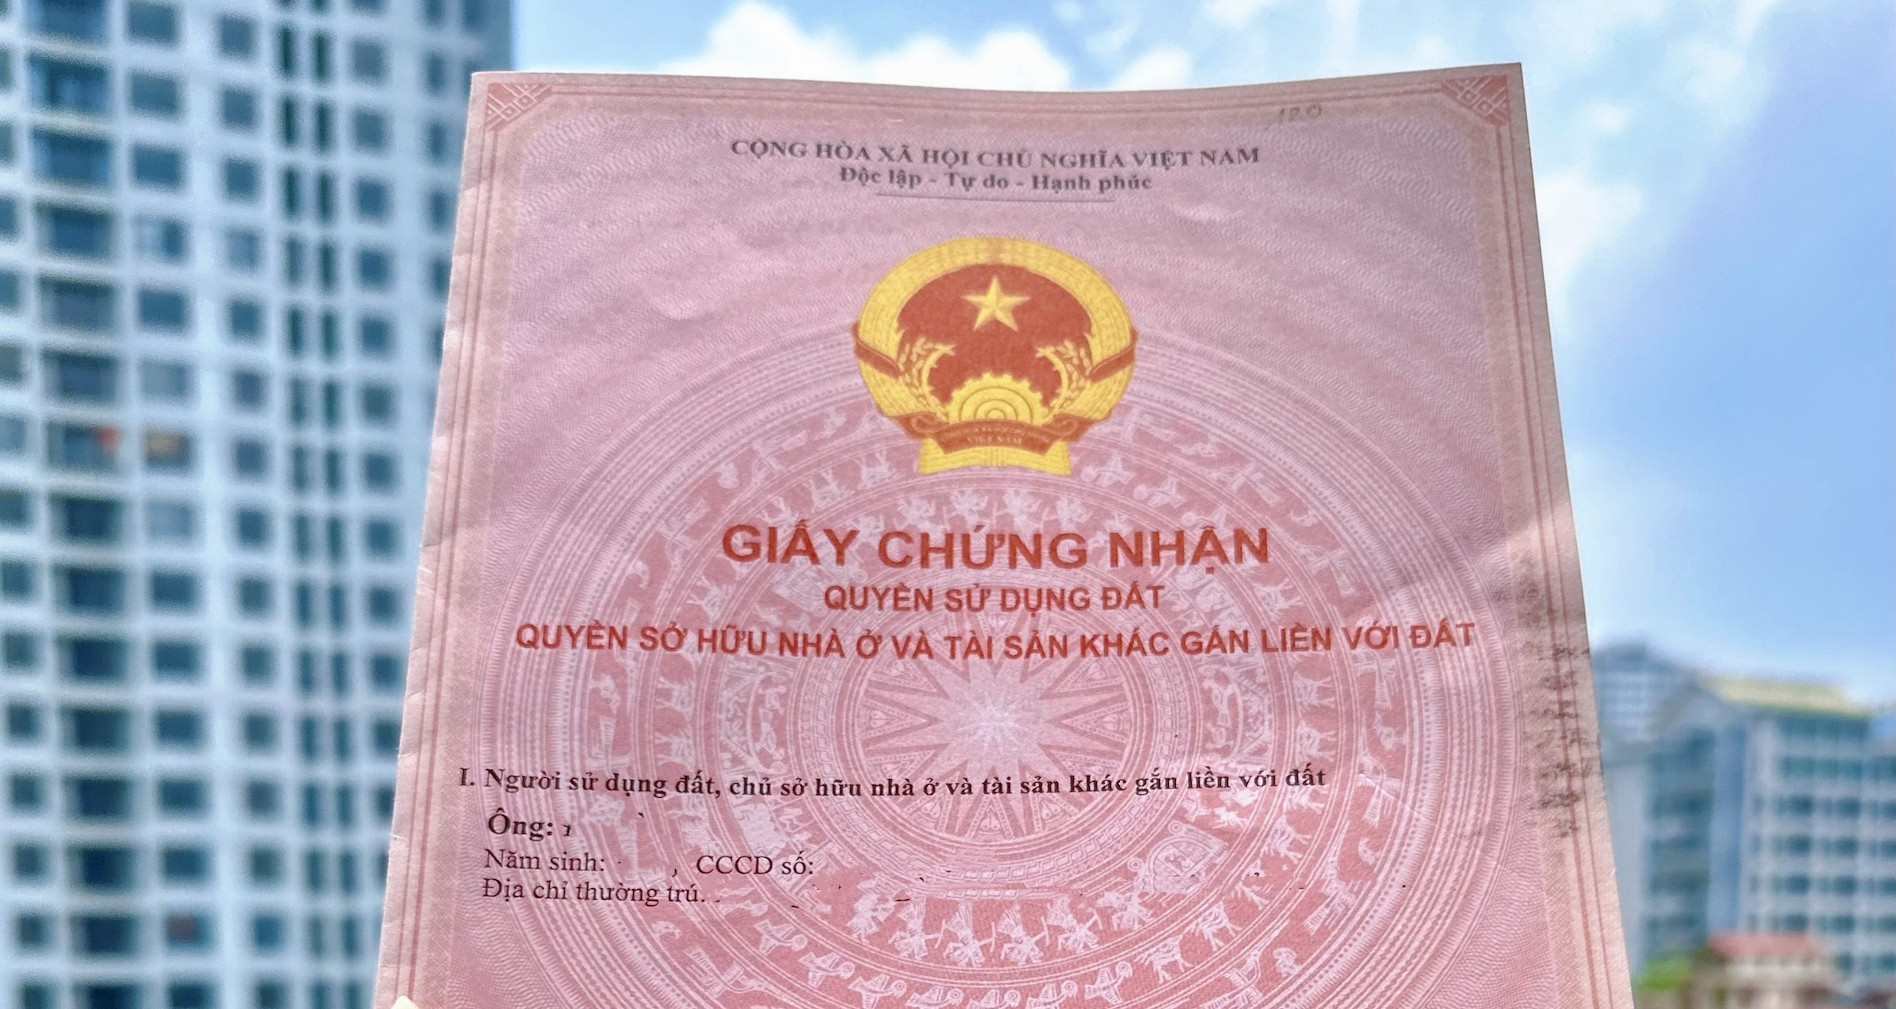 CỘNG HÒA XÃ HỘI CHỦ NGHĨA VIỆT NAM
Độc lập - Tự do - Hạnh phúc
VIỆT NAM
GIẤY CHỨNG NHẬN
QUYỀN SỬ DỤNG ĐẤT
QUYỀN SỞ HỮU NHÀ Ở VÀ TÀI SẢN KHÁC GẮN LIỀN VỚI ĐẤT
I. Người sử dụng đất, chủ sở hữu nhà ở và tài sản khác gắn liền với đất
Ông:
Năm sinh: , CCCD số:
Địa chỉ thường trú.